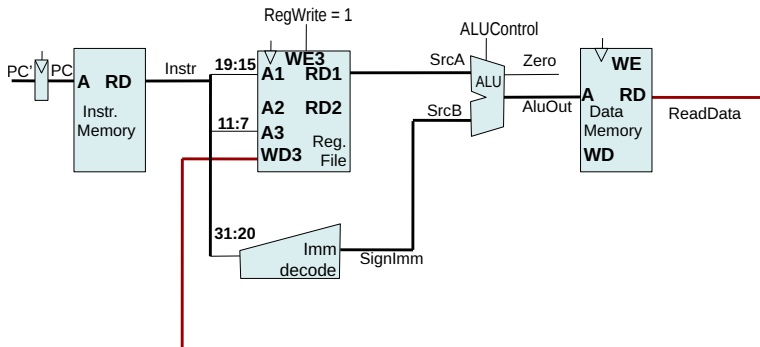 RegWrite = 1
ALUControl
PC'
PC
A RD
Instr.
Memory
Instr
19:15
WE3
A1 RD1
A2 RD2
11:7
A3
WD3
Reg.
File
SrcA
SrcB
ALU
Zero
AluOut
WE
A RD
Data
Memory
WD
ReadData
31:20
Imm
decode
SignImm